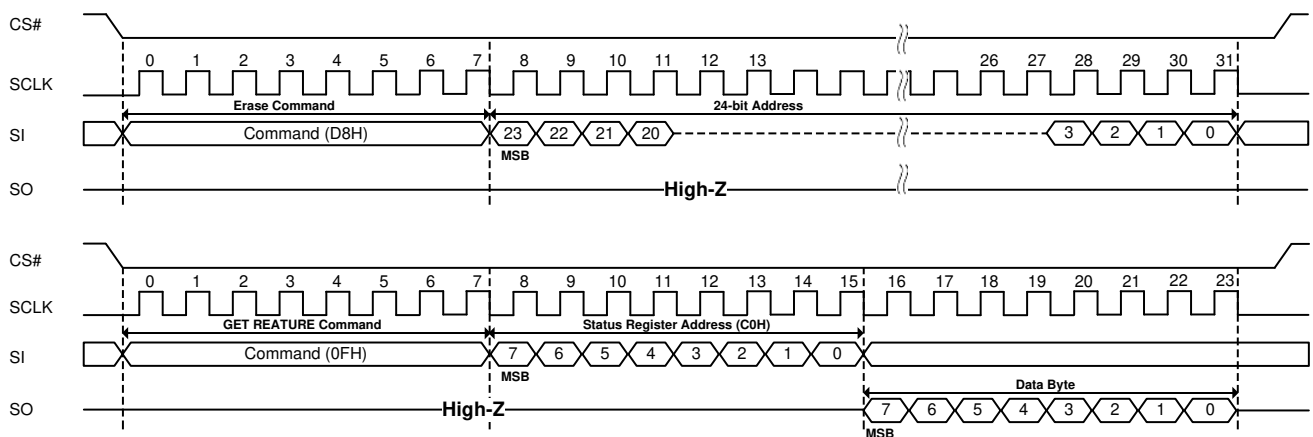 CS#
0 1 2 3 4 5 6 7 8 9 10 11 12 13 26 27 28 29 30 31
SCLK
Erase Command 24-bit Address
SI Command (D8H) 23 22 21 20 3 2 1 0
MSB
SO High-Z
CS#
0 1 2 3 4 5 6 7 8 9 10 11 12 13 14 15 16 17 18 19 20 21 22 23
SCLK
GET REATURE Command Status Register Address (C0H)
SI Command (0FH) 7 6 5 4 3 2 1 0
MSB
Data Byte
SO High-Z 7 6 5 4 3 2 1 0
MSB